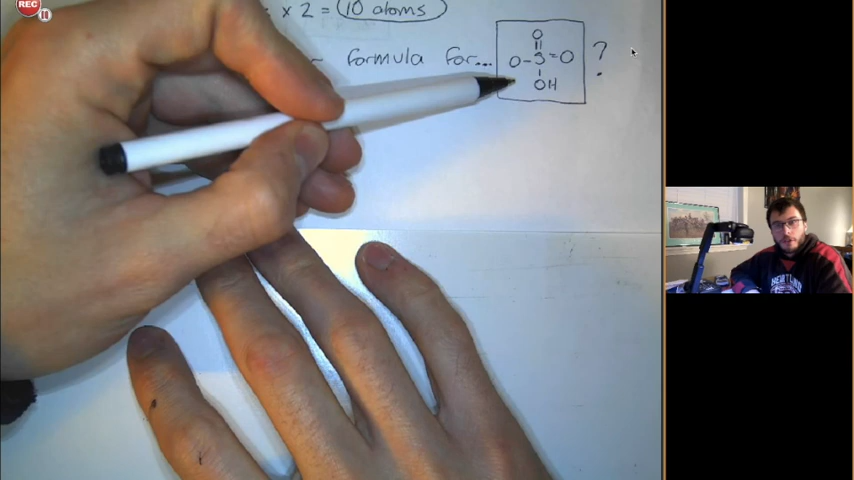 REC
x 2 = 10 atoms
formula for...
O
O-S=O ?
OH